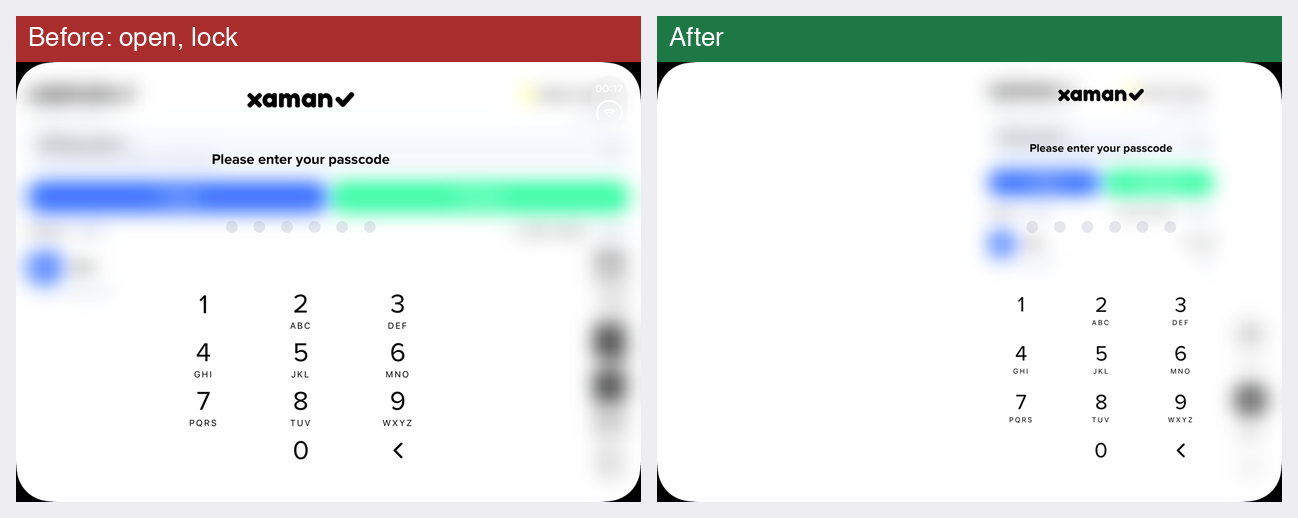 Before: open, lock
00:17
xaman
Please enter your passcode
1 2 3
ABC DEF
4 5 6
GHI JKL MNO
7 8 9
PQRS TUV WXYZ
0
After
xaman
Please enter your passcode
1 2 3
ABC DEF
4 5 6
GHI JKL MNO
7 8 9
PQRS TUV WXYZ
0